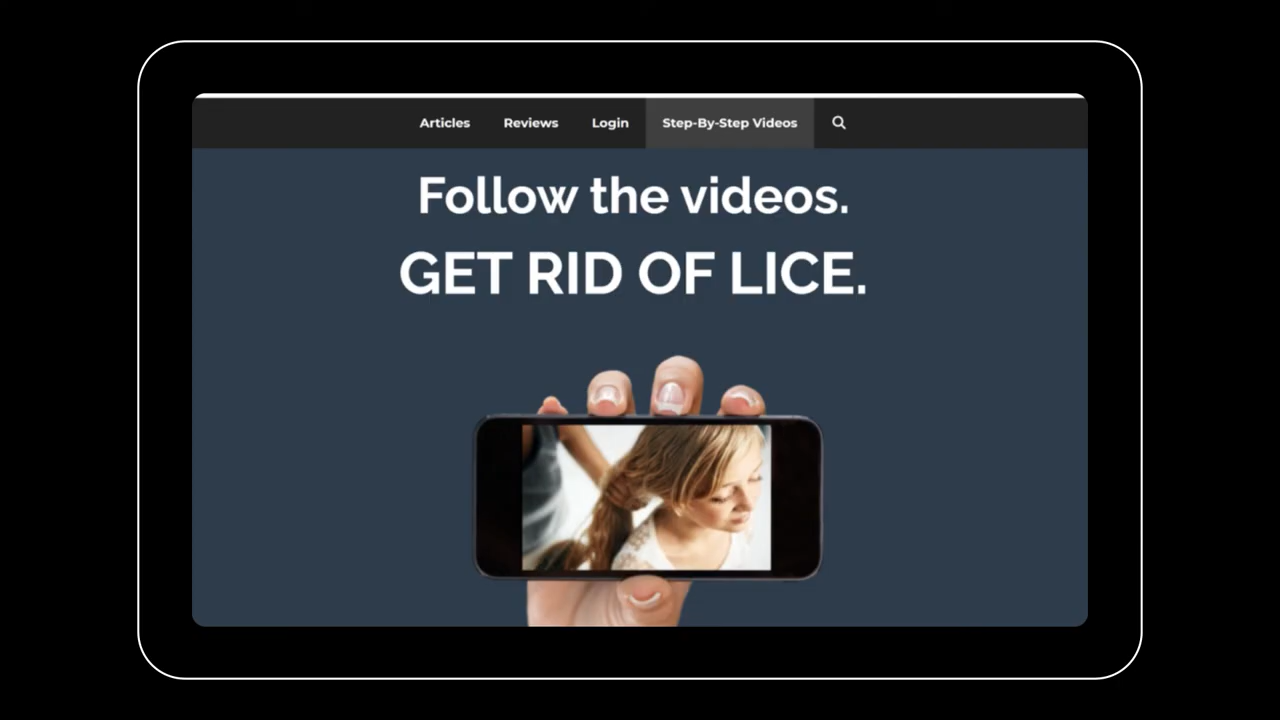 Articles Reviews Login Step-By-Step Videos
Follow the videos.
GET RID OF LICE.